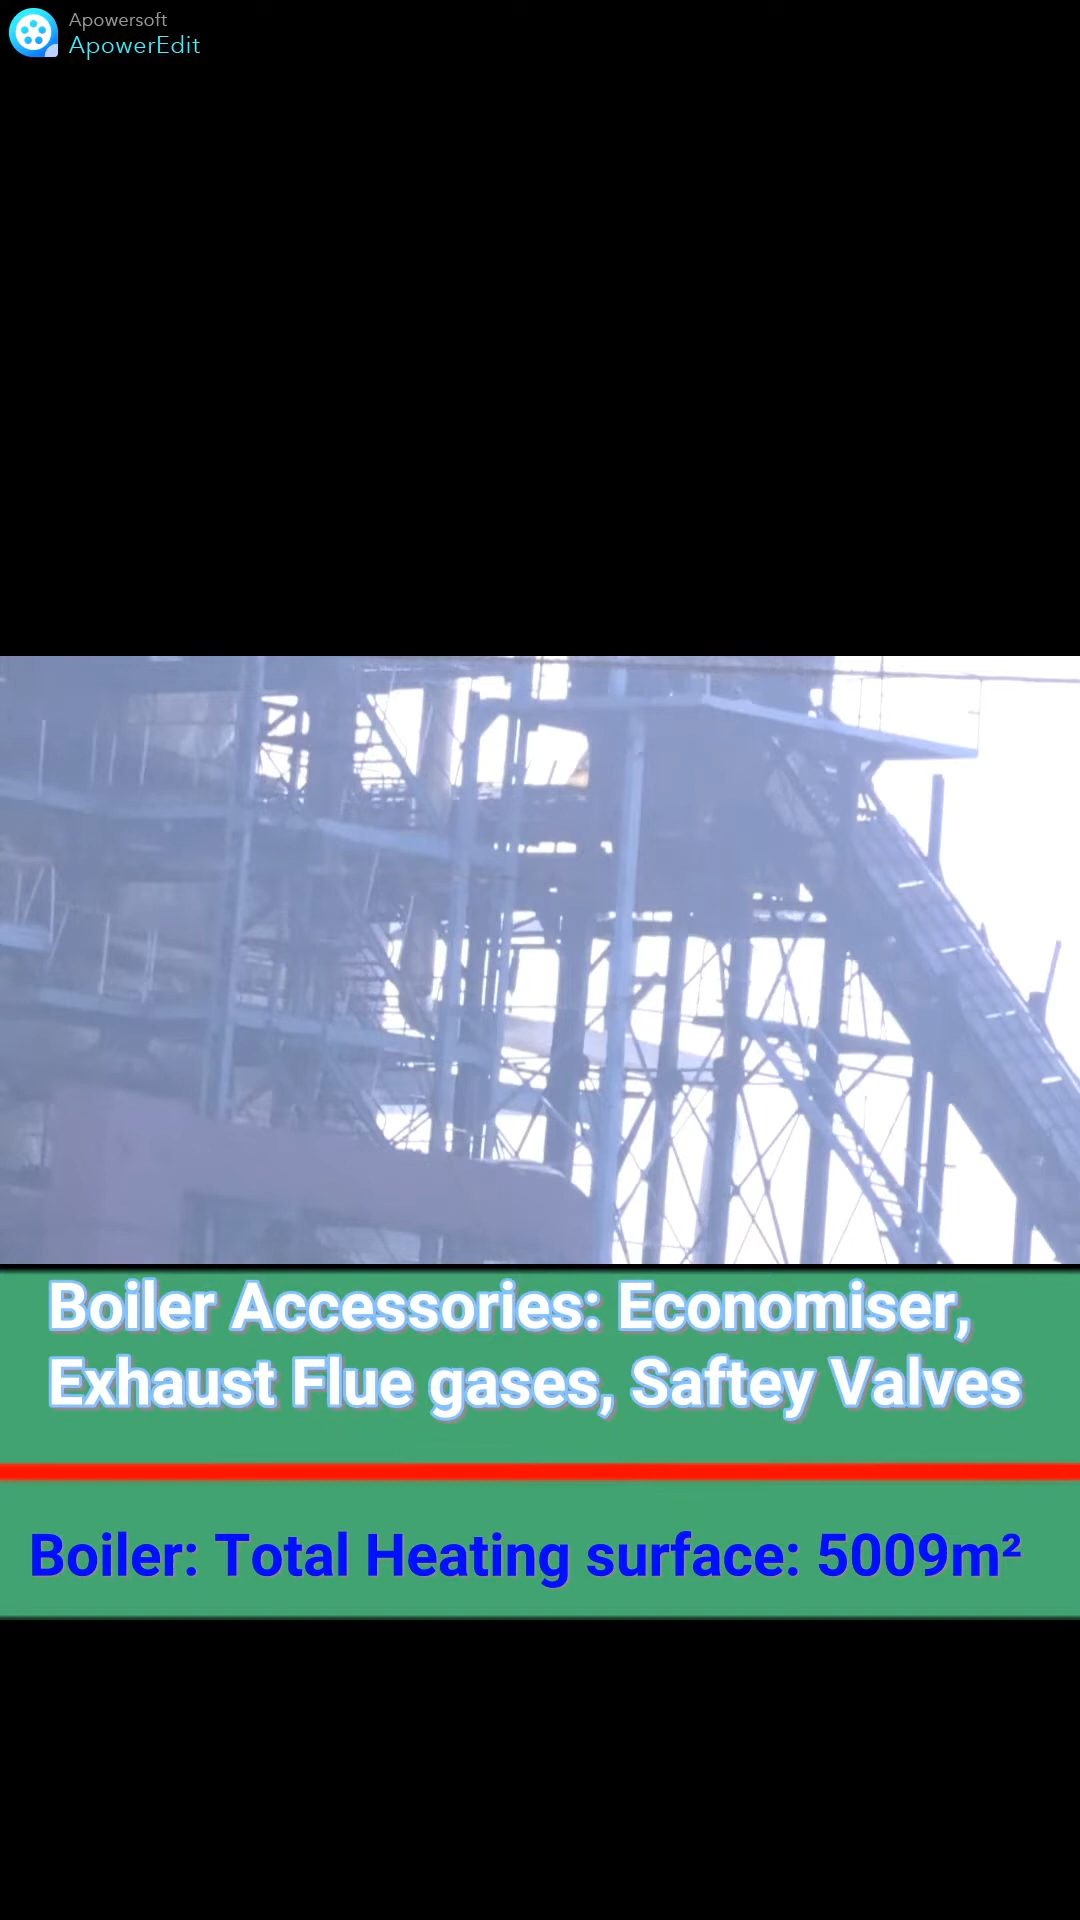 Apowersoft
ApowerEdit
Boiler Accessories: Economiser,
Exhaust Flue gases, Saftey Valves
Boiler: Total Heating surface: 5009m²